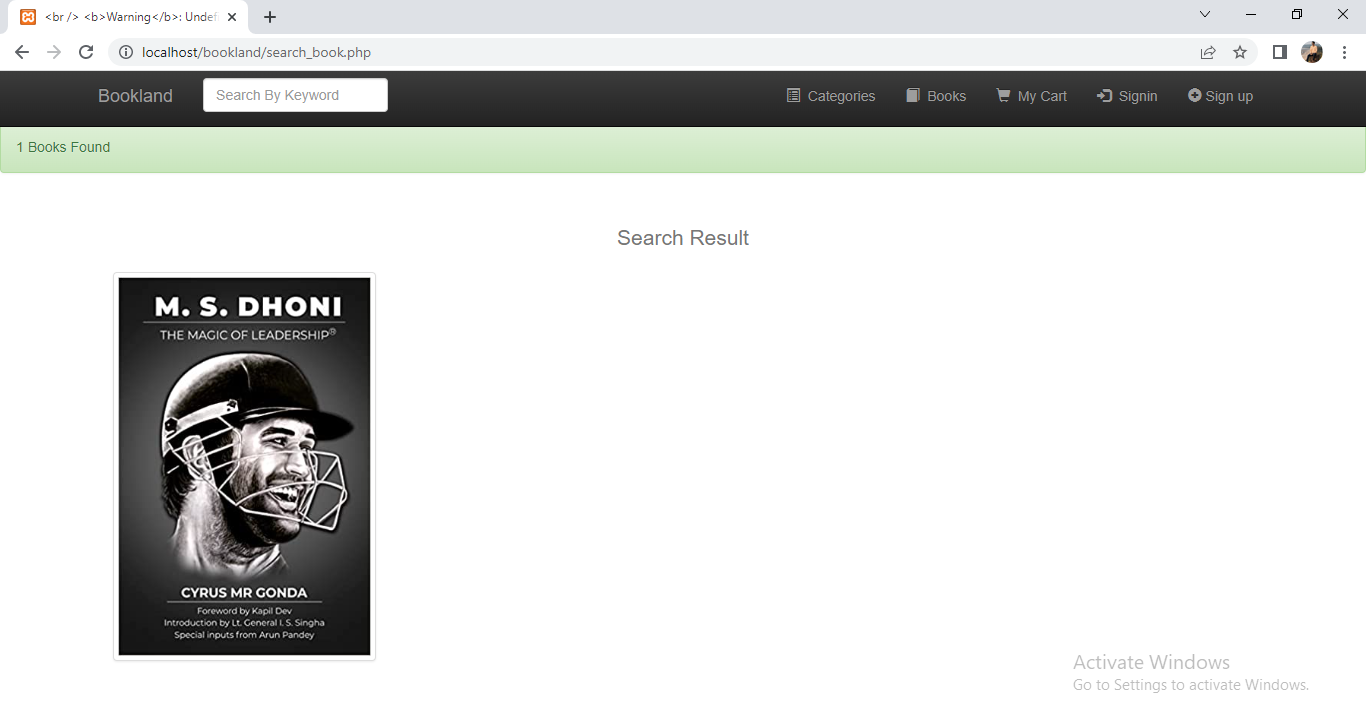 <br /> <b>Warning</b>: Undef
localhost/bookland/search_book.php
Bookland
Search By Keyword
Categories
Books
My Cart
Signin
Sign up
1 Books Found
Search Result
M. S. DHONI
THE MAGIC OF LEADERSHIP®
CYRUS MR GONDA
Foreword by Kapil Dev
Introduction by Lt. General I. S. Singha
Special inputs from Arun Pandey
Activate Windows
Go to Settings to activate Windows.